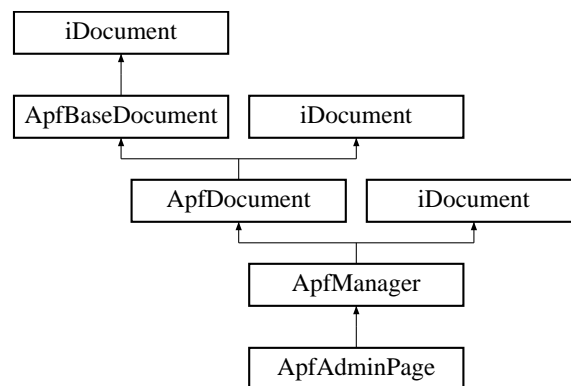 iDocument
ApfBaseDocument
iDocument
ApfDocument
iDocument
ApfManager
ApfAdminPage